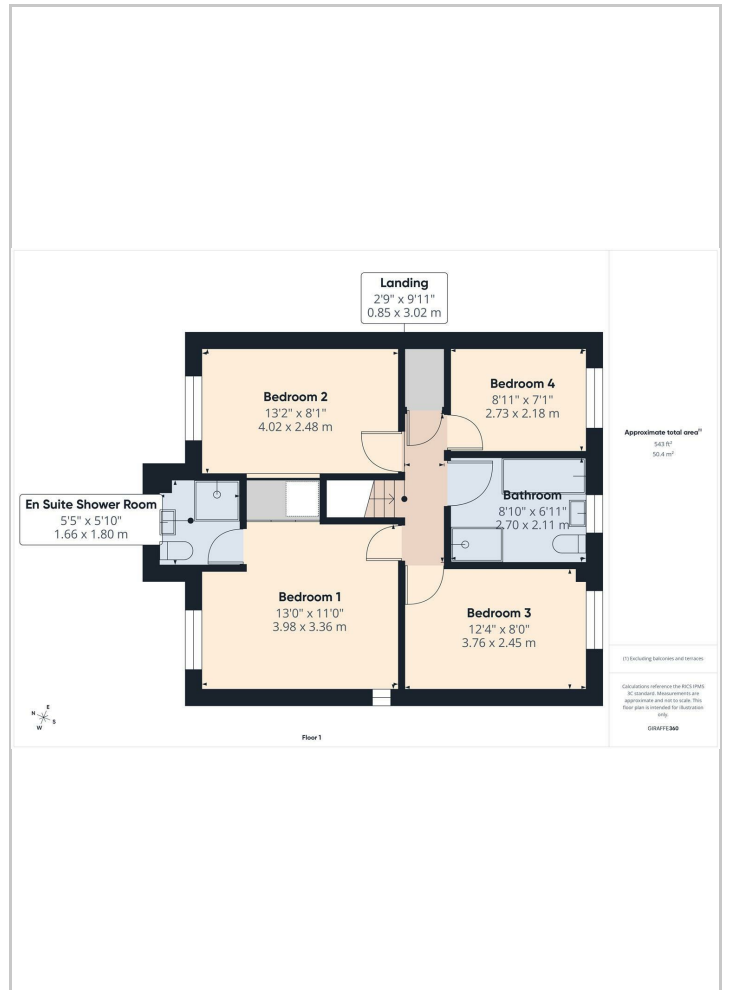 Landing
2'9" x 9'11"
0.85 x 3.02 m
Bedroom 2
13'2" x 8'1"
4.02 x 2.48 m
Bedroom 4
8'11" x 7'1"
2.73 x 2.18 m
En Suite Shower Room
5'5" x 5'10"
1.66 x 1.80 m
Bathroom
8'10" x 6'11"
2.70 x 2.11 m
Bedroom 1
13'0" x 11'0"
3.98 x 3.36 m
Bedroom 3
12'4" x 8'0"
3.76 x 2.45 m
N E
W S
Floor 1
Approximate total area(1)
543 ft²
50.4 m²
(1) Excluding balconies and terraces
Calculations reference the RICS IPMS
3C standard. Measurements are
approximate and not to scale. This
floor plan is intended for illustration
only.
GIRAFFE360